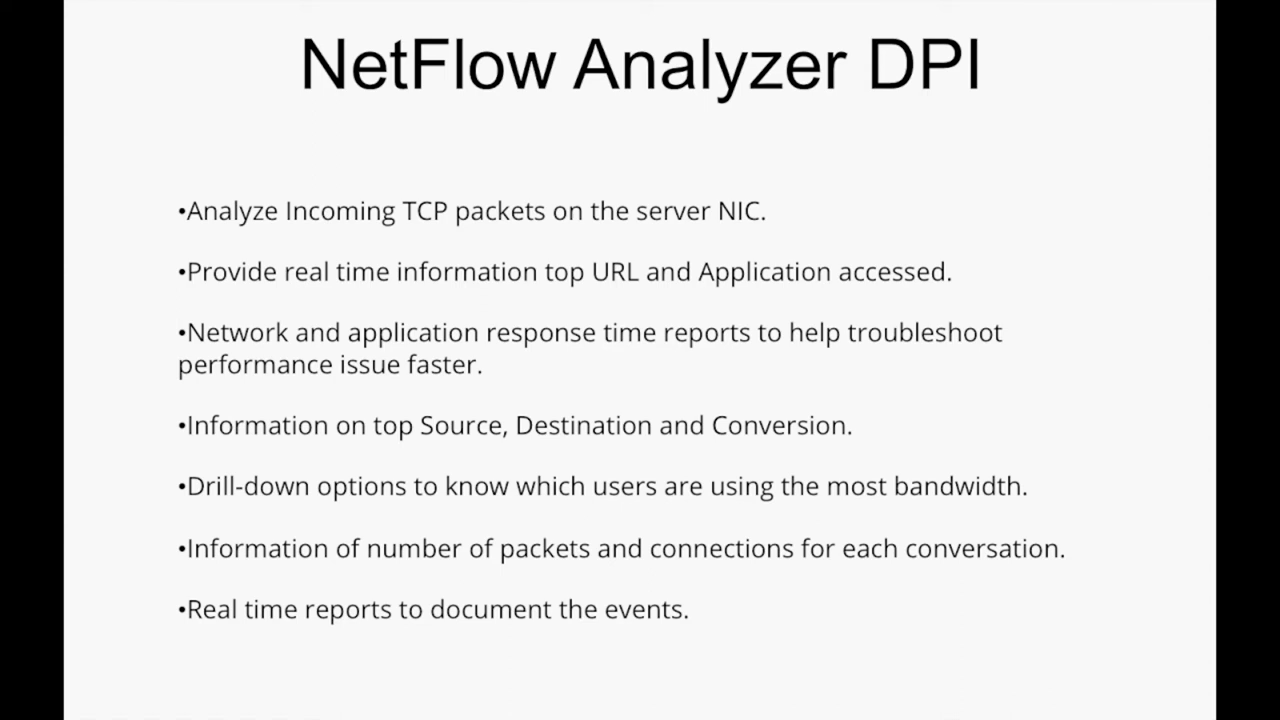 NetFlow Analyzer DPI
•Analyze Incoming TCP packets on the server NIC.
•Provide real time information top URL and Application accessed.
•Network and application response time reports to help troubleshoot
performance issue faster.
•Information on top Source, Destination and Conversion.
•Drill-down options to know which users are using the most bandwidth.
•Information of number of packets and connections for each conversation.
•Real time reports to document the events.